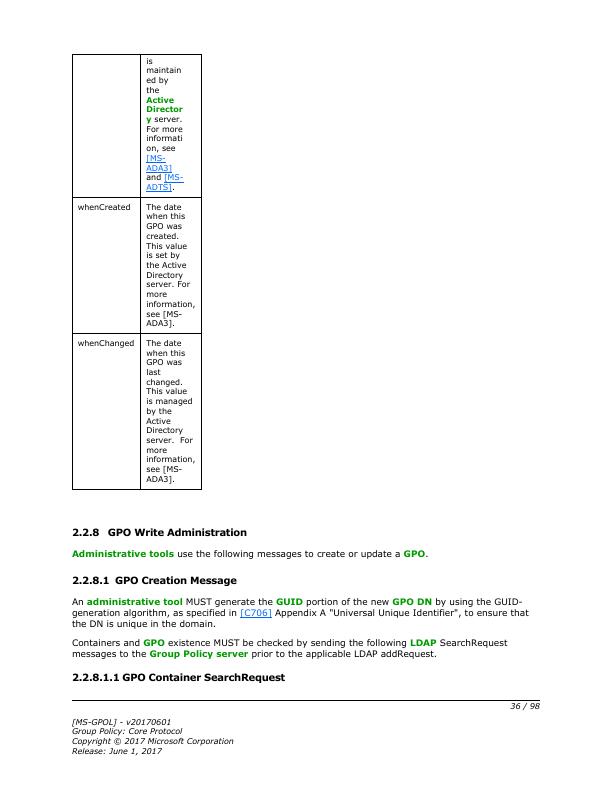 is
maintain
ed by
the
Active
Director
y server.
For more
informati
on, see
[MS-
ADA3]
and [MS-
ADTS].
whenCreated
The date
when this
GPO was
created.
This value
is set by
the Active
Directory
server. For
more
information,
see [MS-
ADA3].
whenChanged
The date
when this
GPO was
last
changed.
This value
is managed
by the
Active
Directory
server.  For
more
information,
see [MS-
ADA3].
2.2.8 GPO Write Administration
Administrative tools use the following messages to create or update a GPO.
2.2.8.1 GPO Creation Message
An administrative tool MUST generate the GUID portion of the new GPO DN by using the GUID-
generation algorithm, as specified in [C706] Appendix A "Universal Unique Identifier", to ensure that
the DN is unique in the domain.
Containers and GPO existence MUST be checked by sending the following LDAP SearchRequest
messages to the Group Policy server prior to the applicable LDAP addRequest.
2.2.8.1.1 GPO Container SearchRequest
36 / 98
[MS-GPOL] - v20170601
Group Policy: Core Protocol
Copyright © 2017 Microsoft Corporation
Release: June 1, 2017